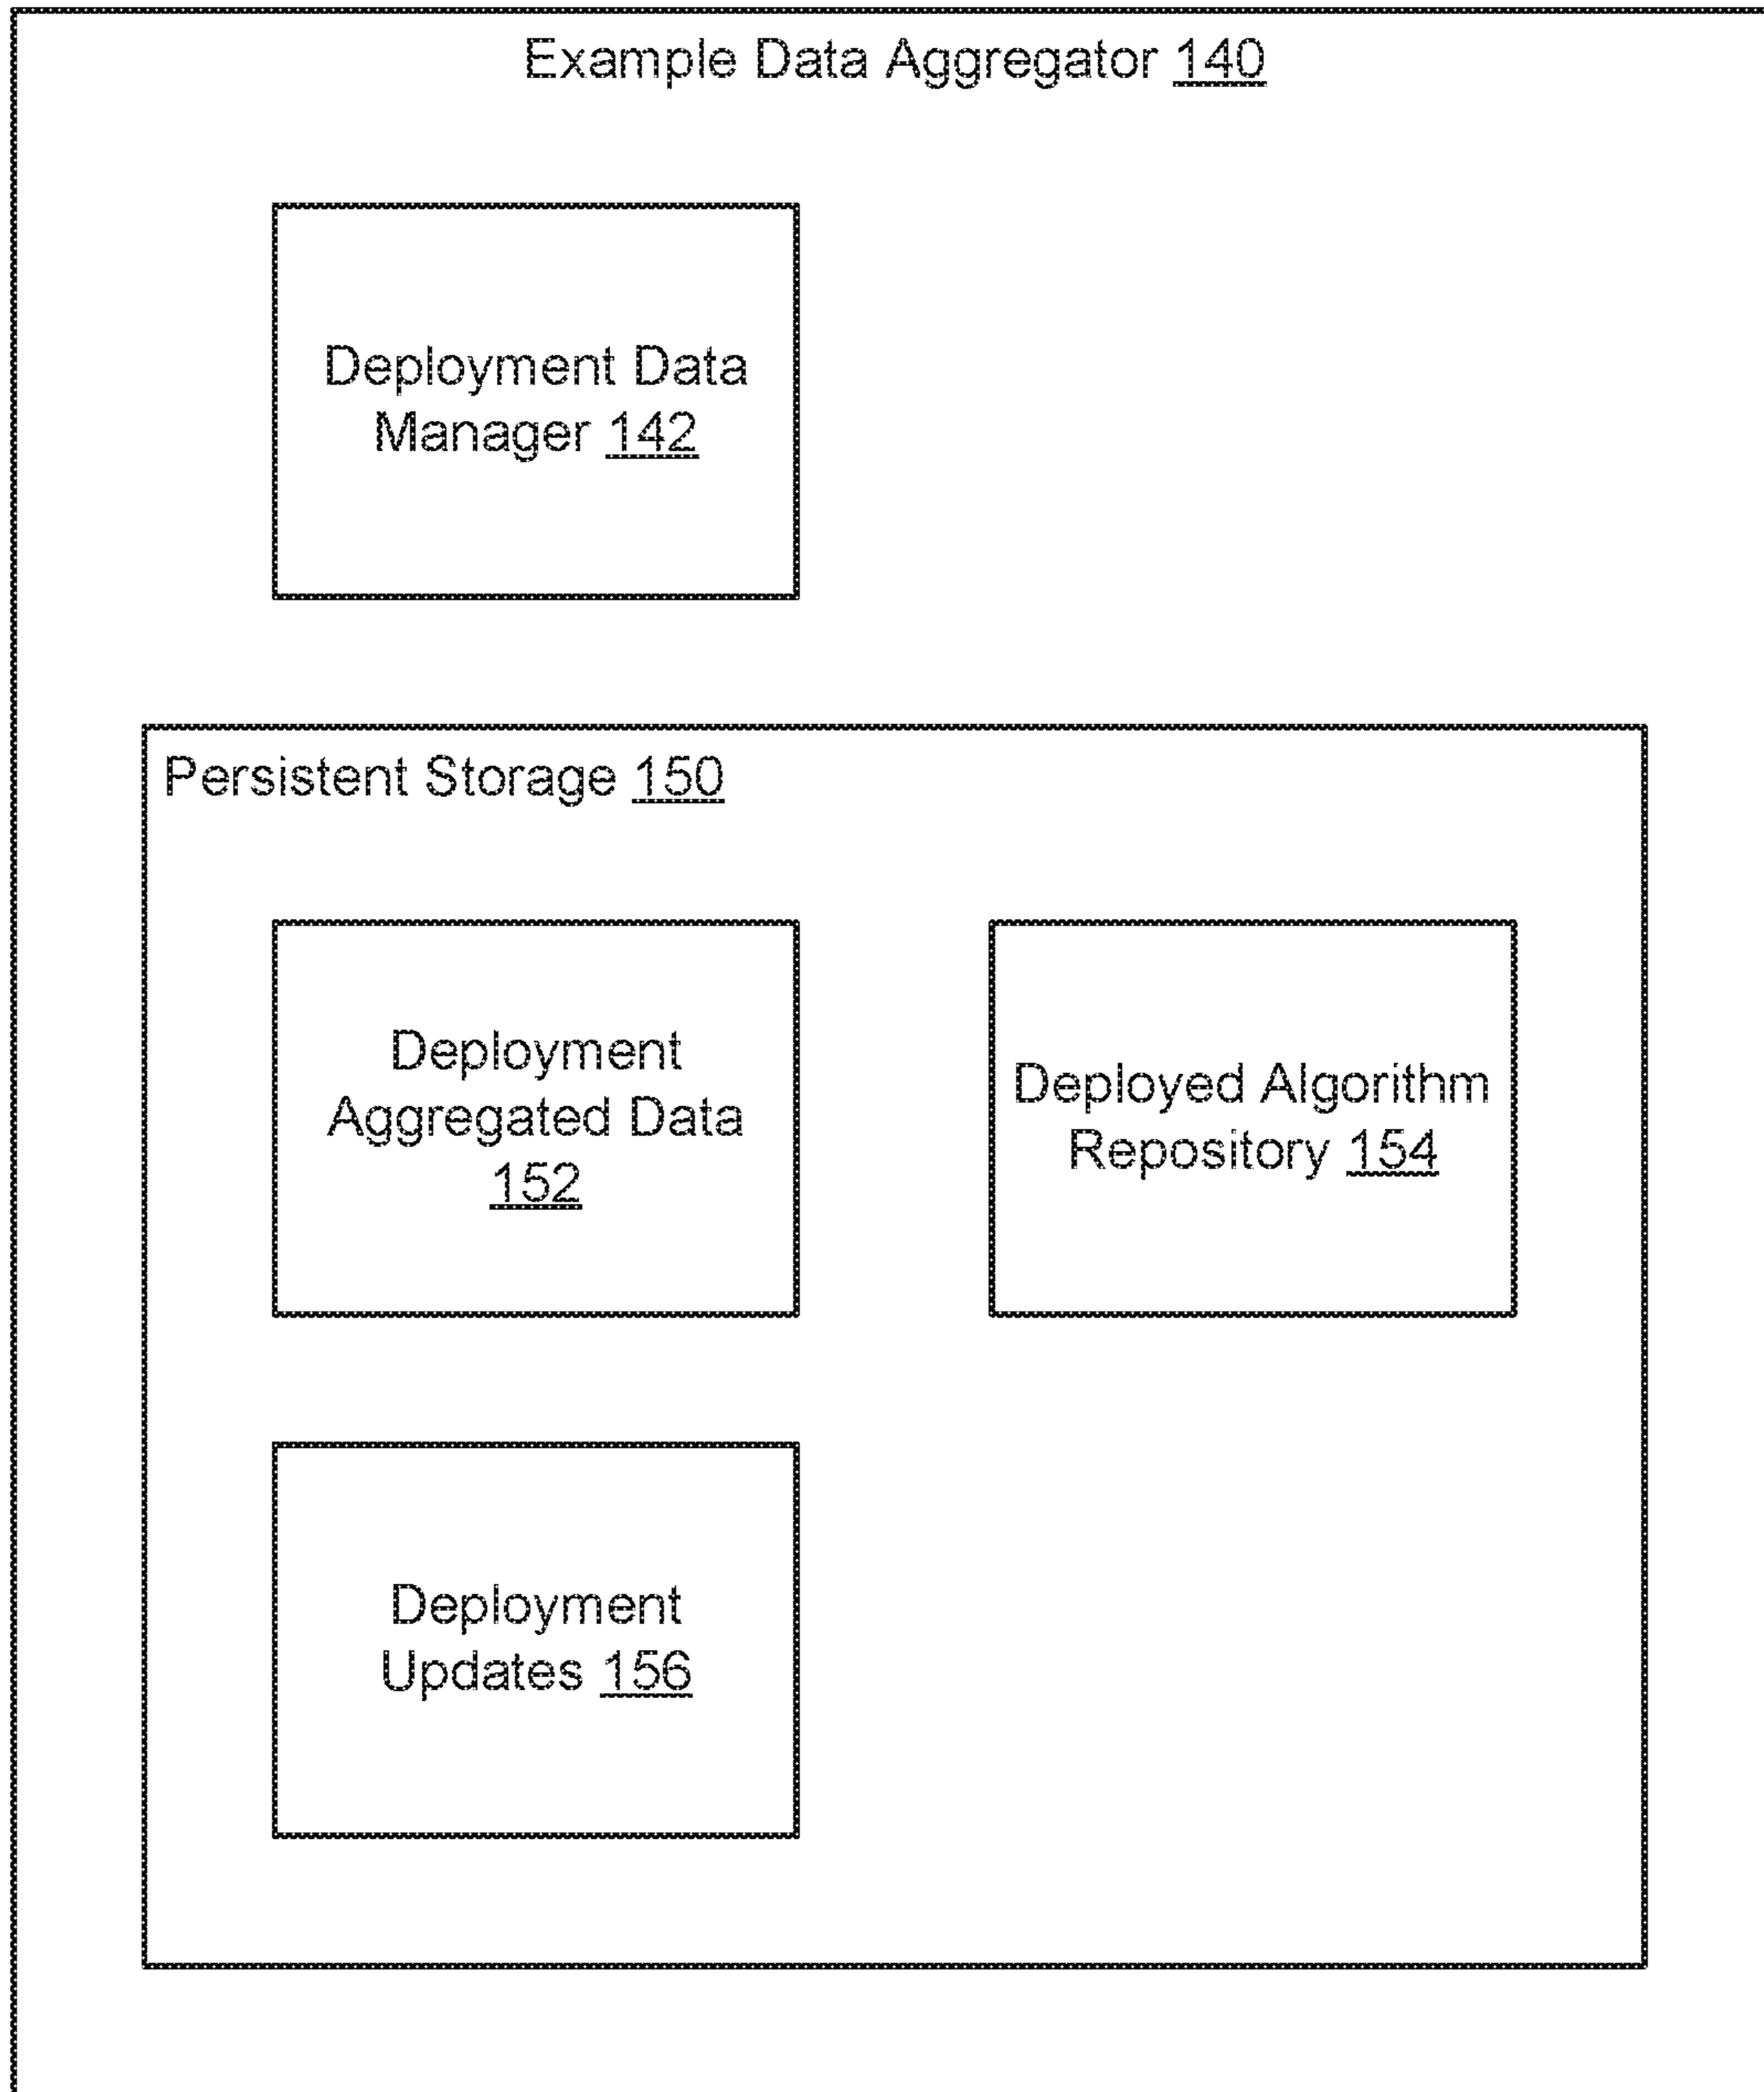 Example Data Aggregator 140
Deployment Data
Manager 142
Persistent Storage 150
Deployment
Aggregated Data
152
Deployed Algorithm
Repository 154
Deployment
Updates 156